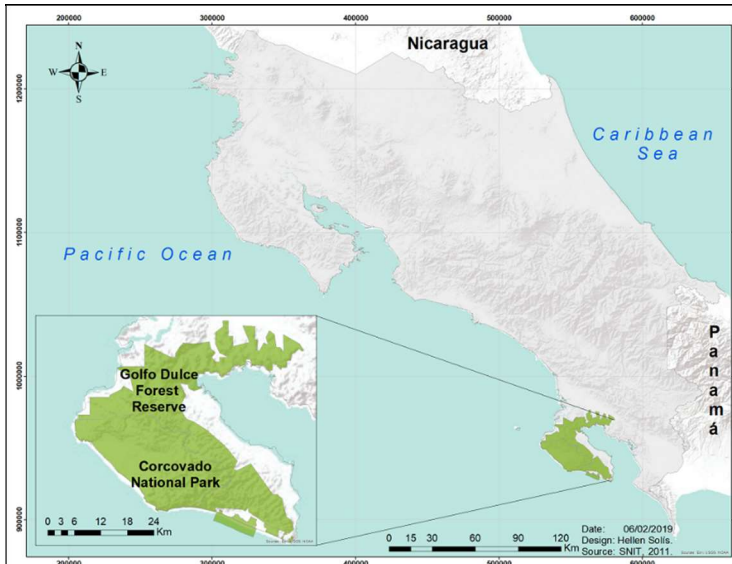 200000 300000 400000 500000 600000
N
W E
S
Nicaragua
Caribbean
Sea
Pacific Ocean
Panamá
1200000
1100000
1000000
900000
Golfo Dulce
Forest
Reserve
Corcovado
National Park
0 3 6 12 18 24
Km
0 15 30 60 90 120
Km
Date: 06/02/2019
Design: Hellen Solís.
Source: SNIT, 2011.
200000 300000 400000 500000 600000